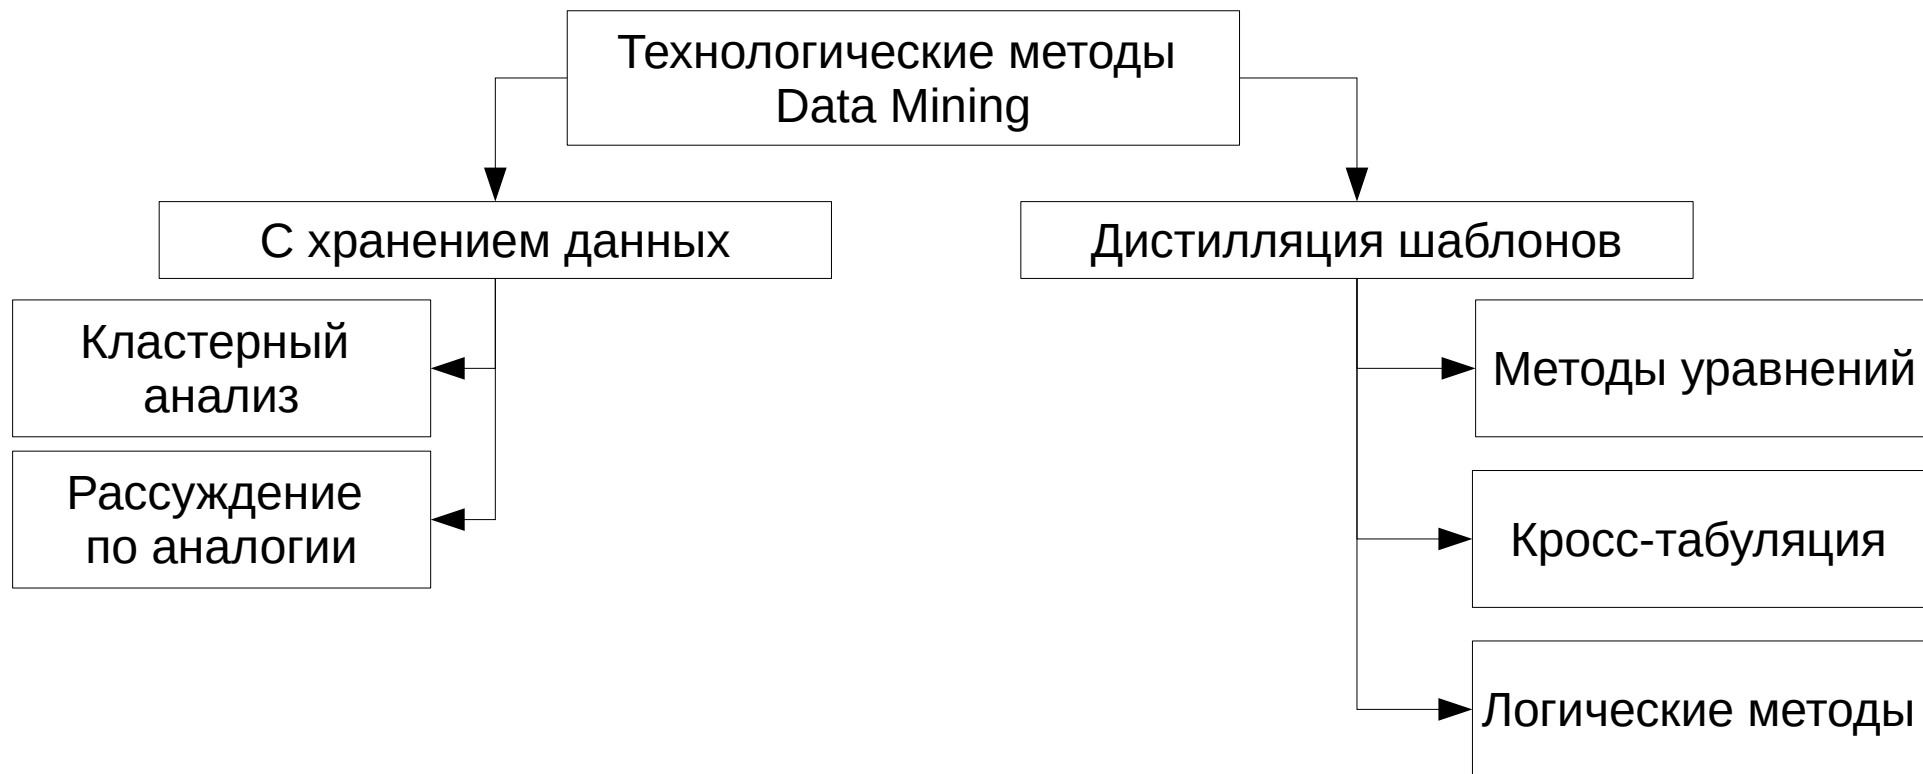 Технологические методы
Data Mining
С хранением данных
Дистилляция шаблонов
Кластерный
анализ
Рассуждение
по аналогии
Методы уравнений
Кросс-табуляция
Логические методы